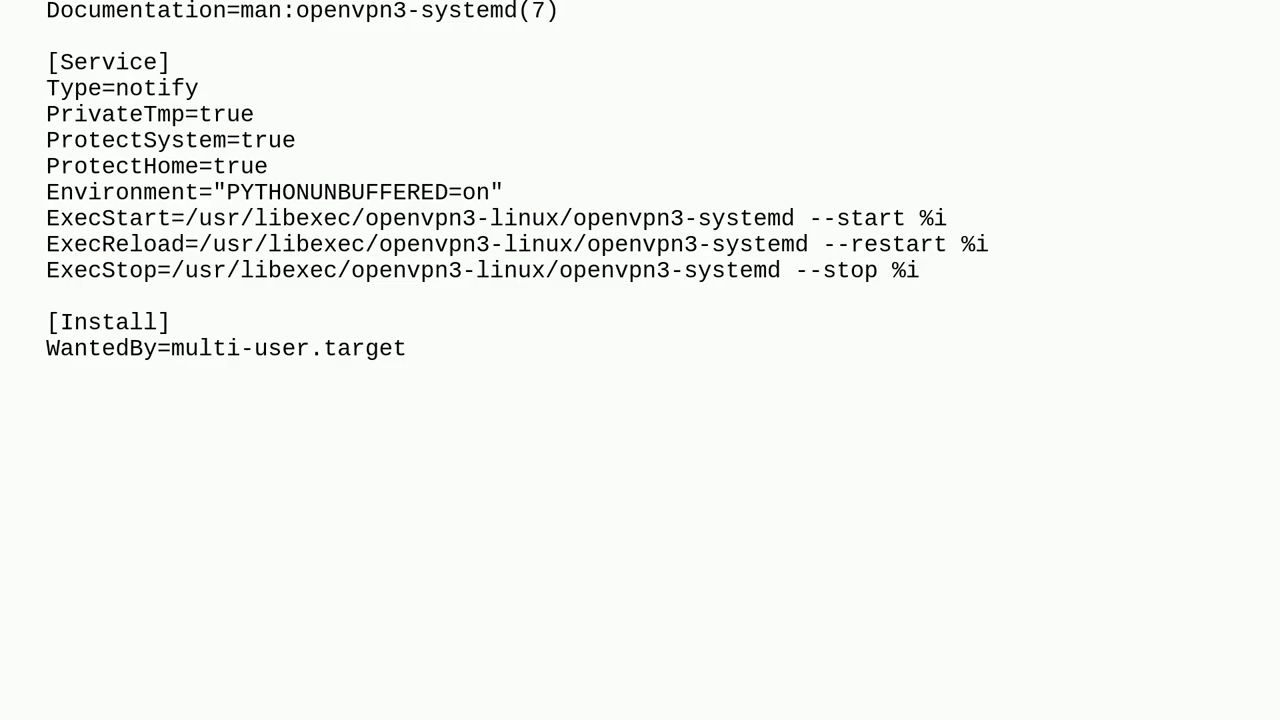 Documentation=man:openvpn3-systemd(7)
[Service]
Type=notify
PrivateTmp=true
ProtectSystem=true
ProtectHome=true
Environment="PYTHONUNBUFFERED=on"
ExecStart=/usr/libexec/openvpn3-linux/openvpn3-systemd --start %i
ExecReload=/usr/libexec/openvpn3-linux/openvpn3-systemd --restart %i
ExecStop=/usr/libexec/openvpn3-linux/openvpn3-systemd --stop %i
[Install]
WantedBy=multi-user.target